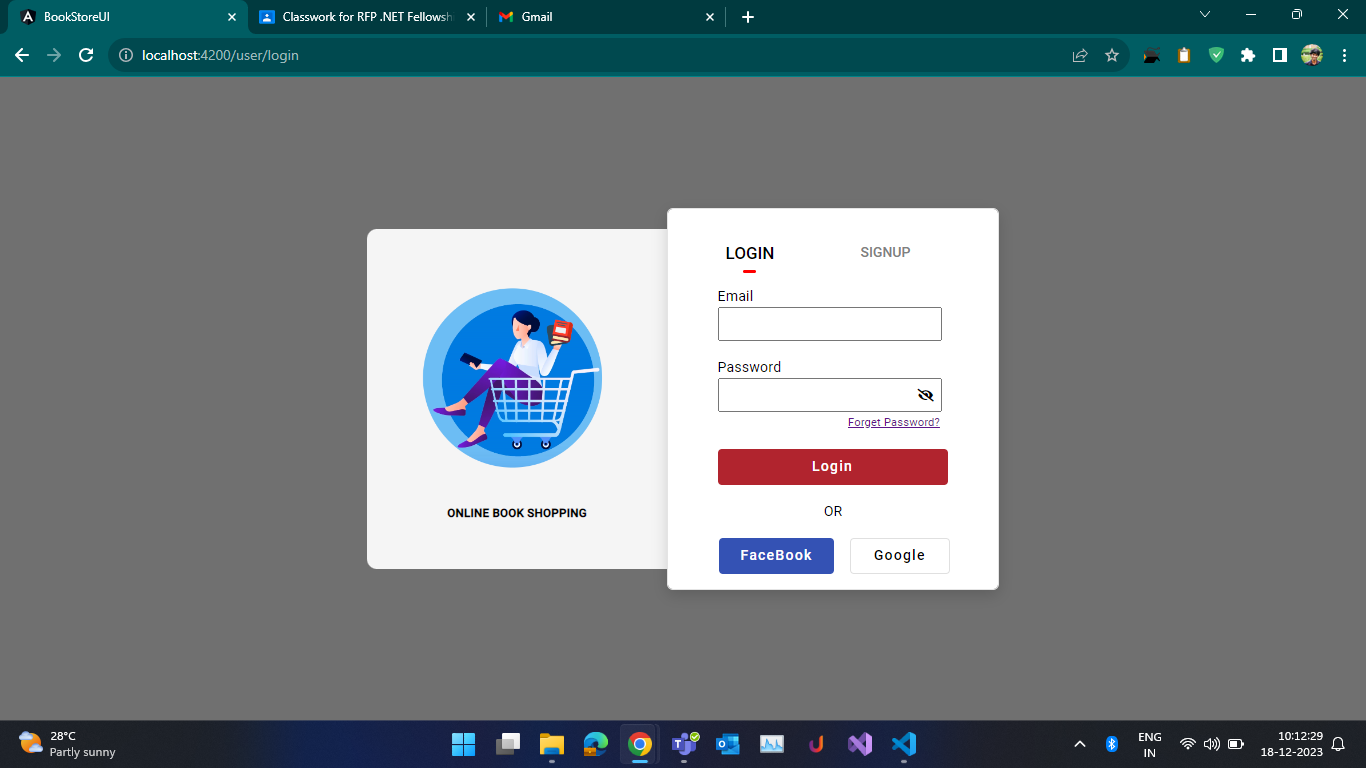 BookStoreUI
Classwork for RFP .NET Fellowsh
Gmail
localhost:4200/user/login
LOGIN
SIGNUP
Email
Password
Forget Password?
Login
OR
FaceBook
Google
ONLINE BOOK SHOPPING
28°C
Partly sunny
ENG
IN
10:12:29
18-12-2023